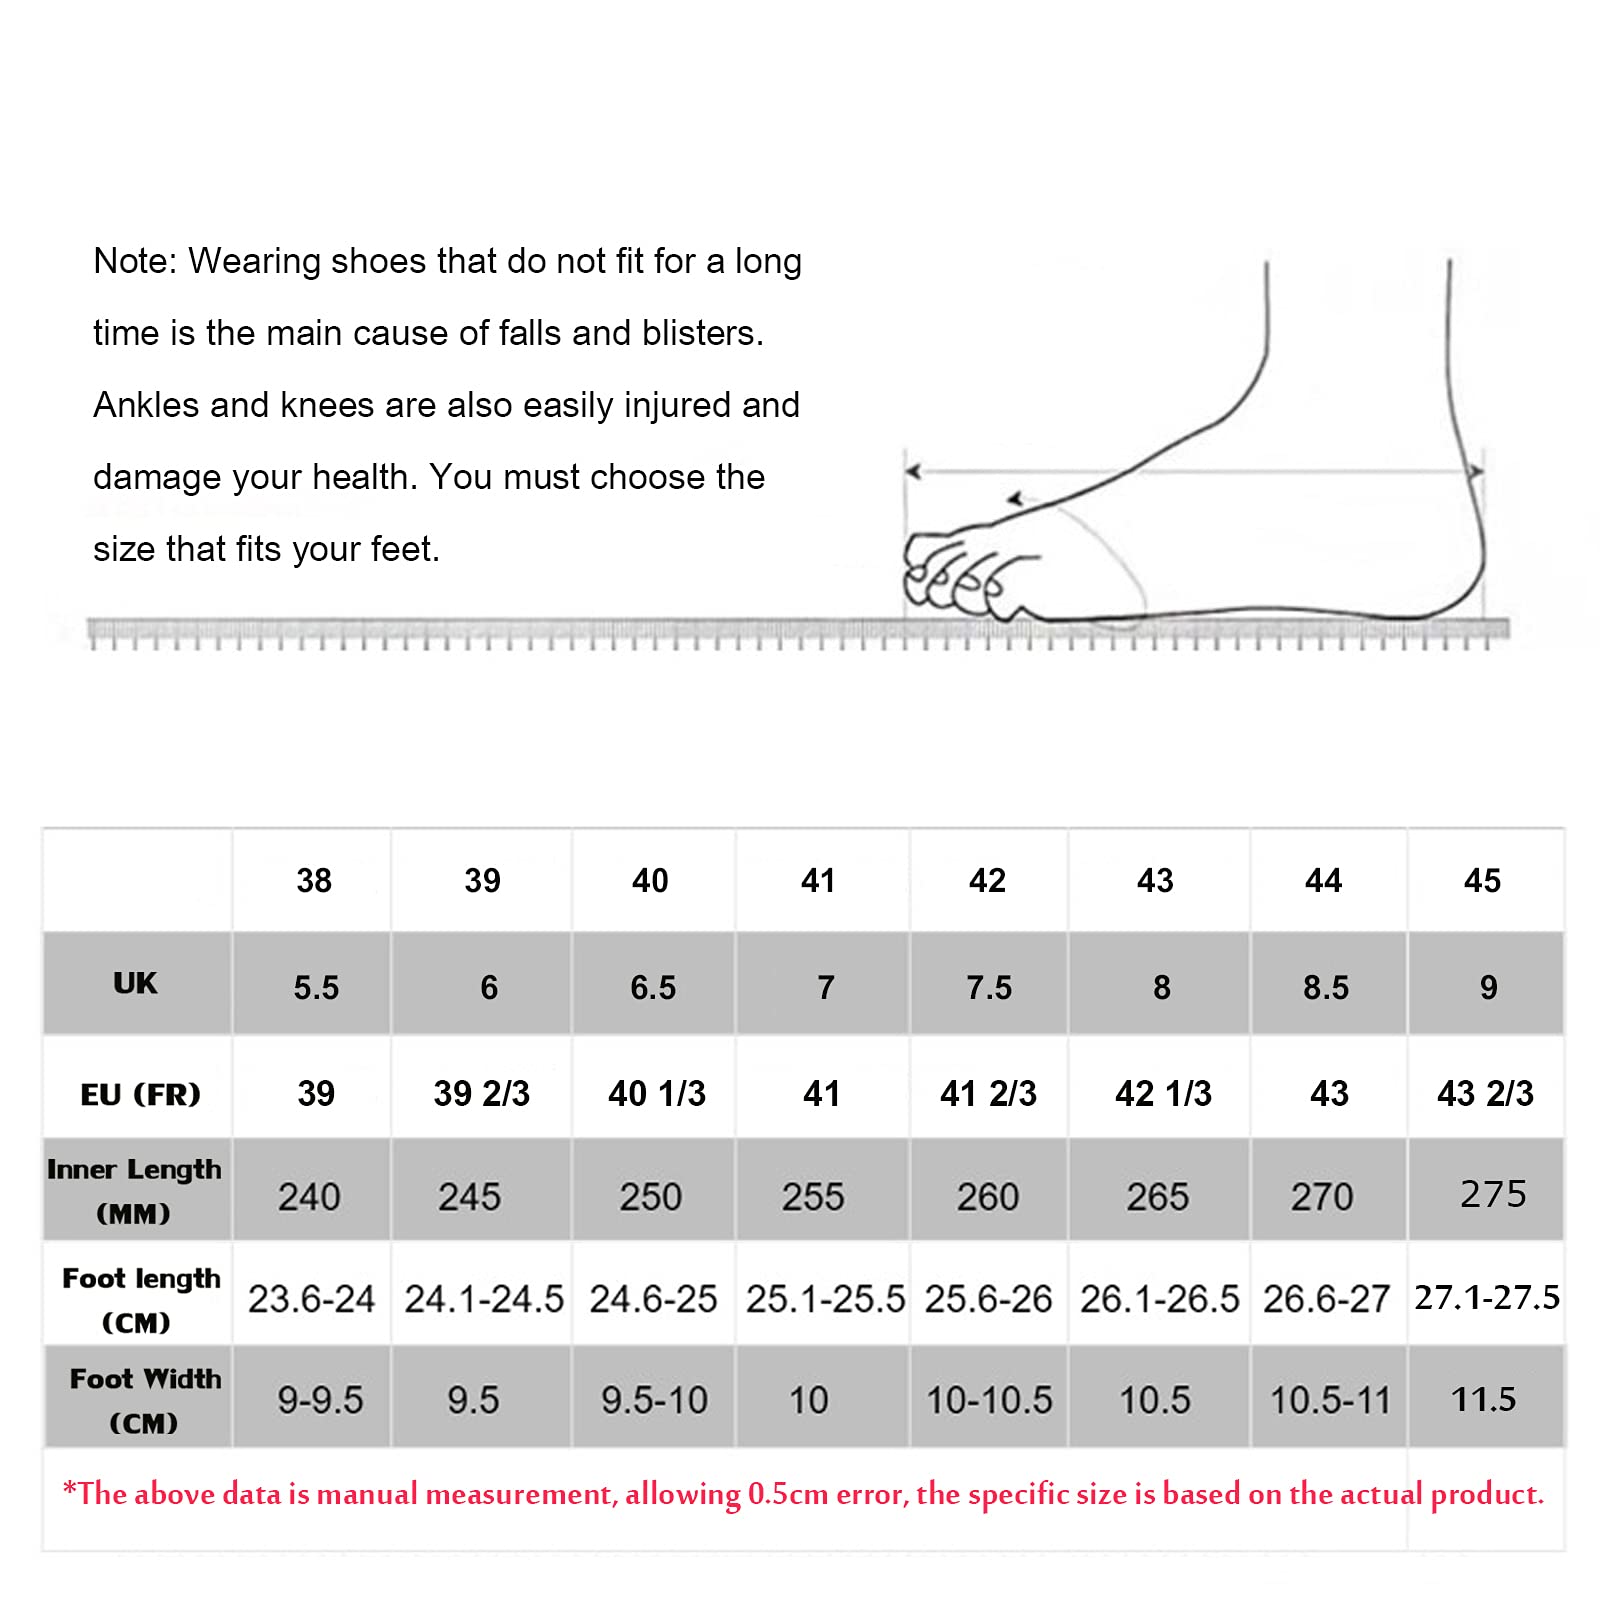 Note: Wearing shoes that do not fit for a long
time is the main cause of falls and blisters.
Ankles and knees are also easily injured and
damage your health. You must choose the
size that fits your feet.
38 39 40 41 42 43 44 45
UK 5.5 6 6.5 7 7.5 8 8.5 9
EU (FR) 39 39 2/3 40 1/3 41 41 2/3 42 1/3 43 43 2/3
Inner Length
(MM) 240 245 250 255 260 265 270 275
Foot length
(CM) 23.6-24 24.1-24.5 24.6-25 25.1-25.5 25.6-26 26.1-26.5 26.6-27 27.1-27.5
Foot Width
(CM) 9-9.5 9.5 9.5-10 10 10-10.5 10.5 10.5-11 11.5
*The above data is manual measurement, allowing 0.5cm error, the specific size is based on the actual product.